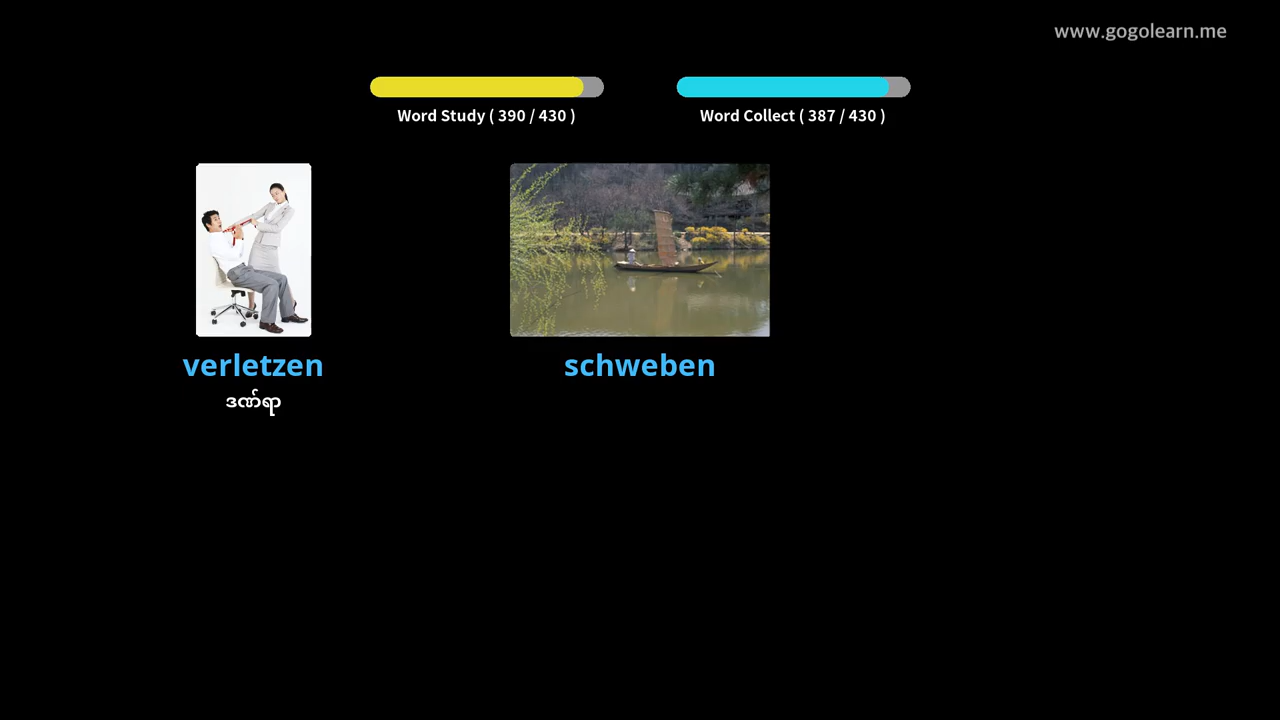 www.gogolearn.me
Word Study ( 390 / 430 )
Word Collect ( 387 / 430 )
verletzen
schweben
ဒဏ်ရာ